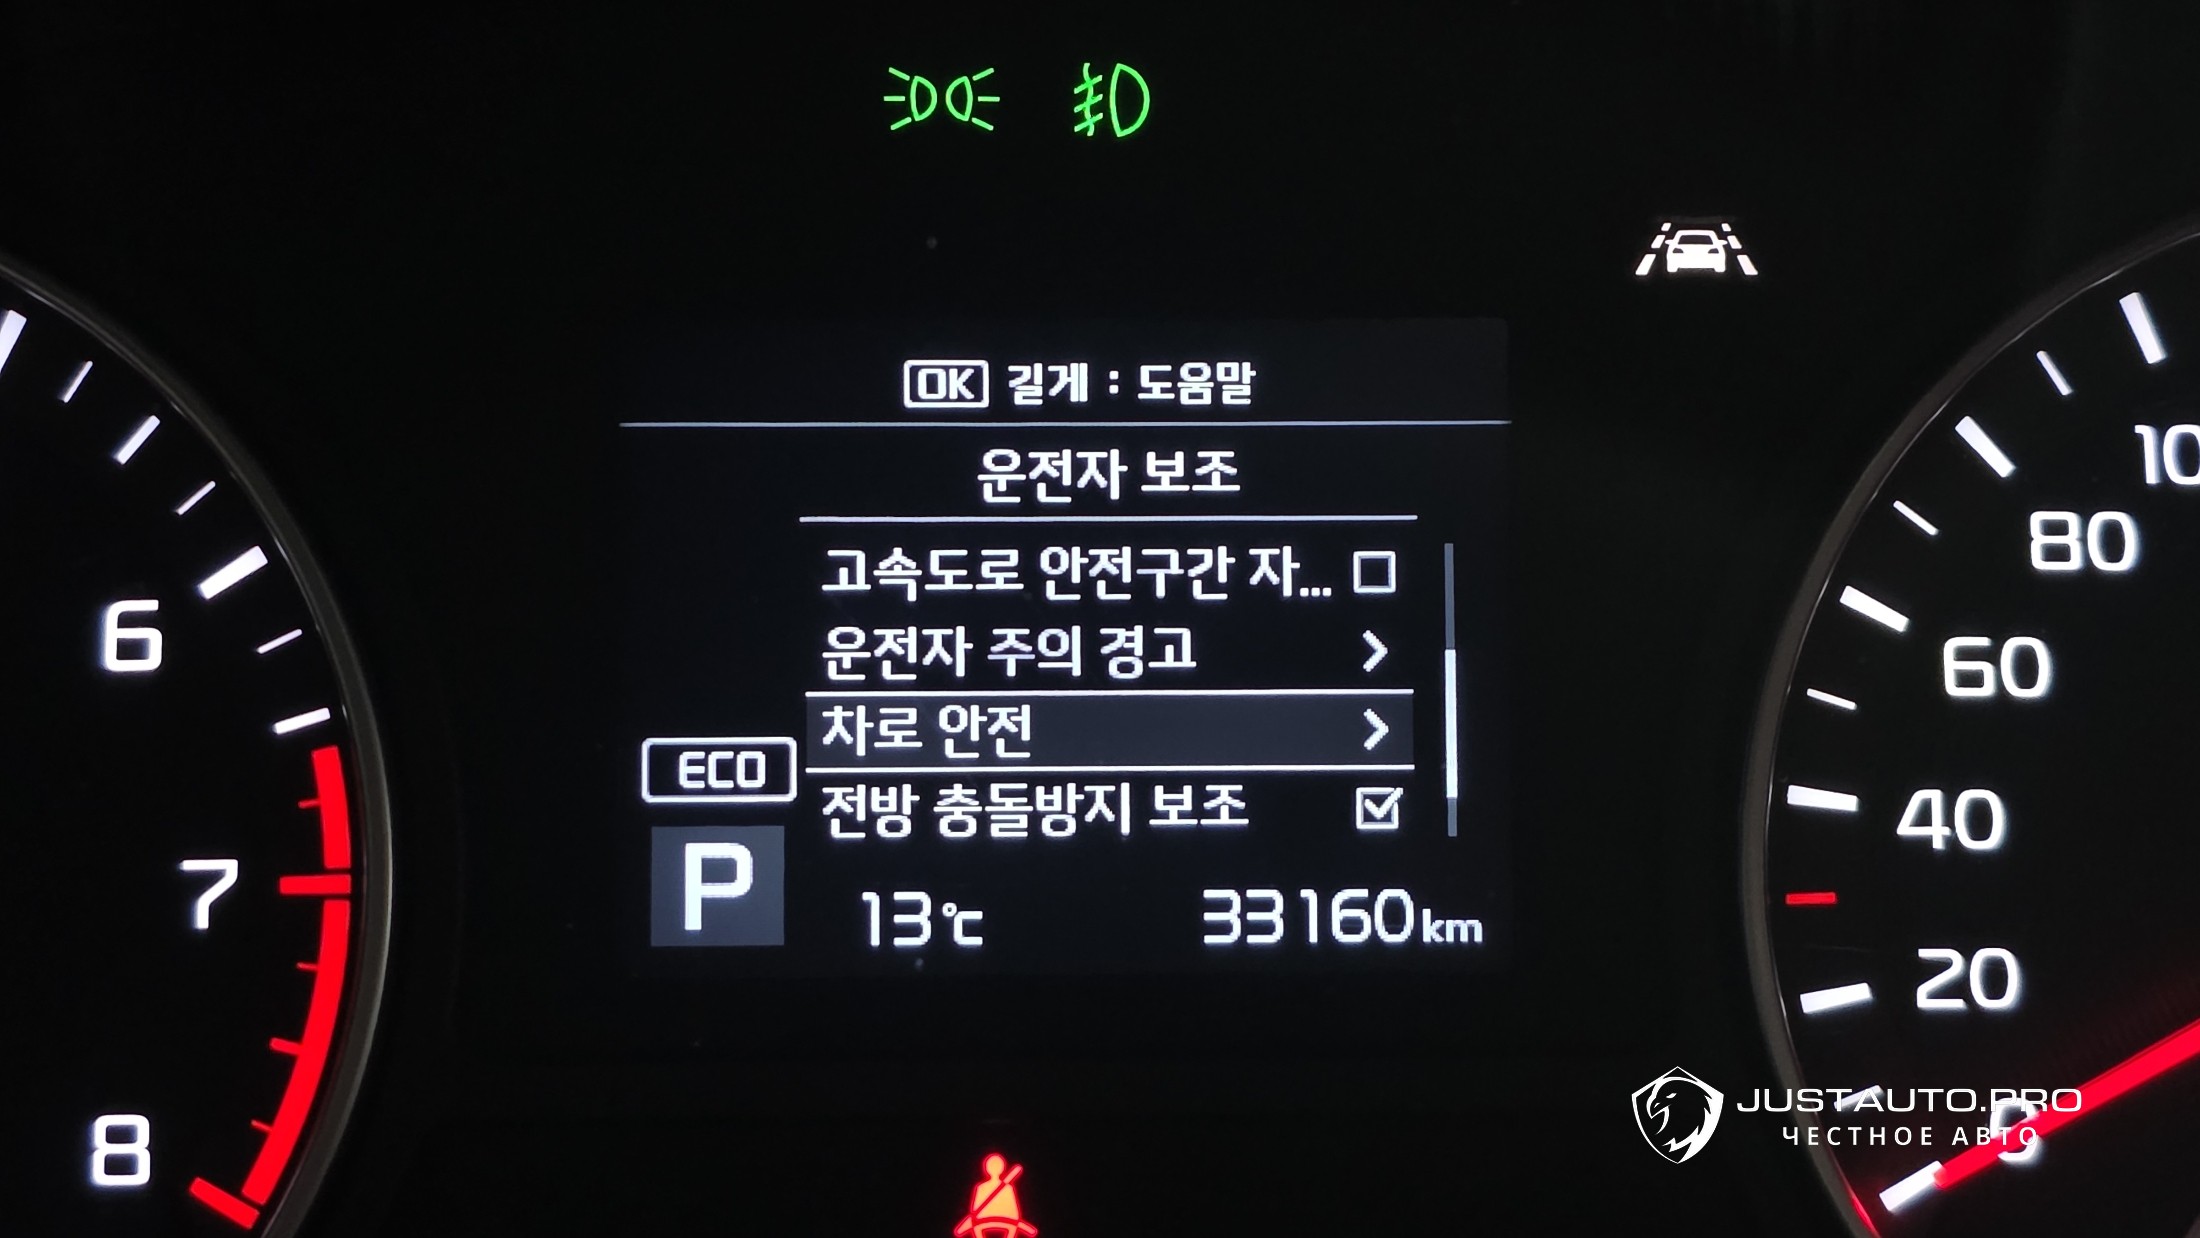 OK 길게 : 도움말
운전자 보조
고속도로 안전구간 자...
운전자 주의 경고
차로 안전
전방 충돌방지 보조
ECO
P
13℃
33160km
6
7
8
10
80
60
40
20
0
JUSTAUTO.PRO
ЧЕСТНОЕ АВТО